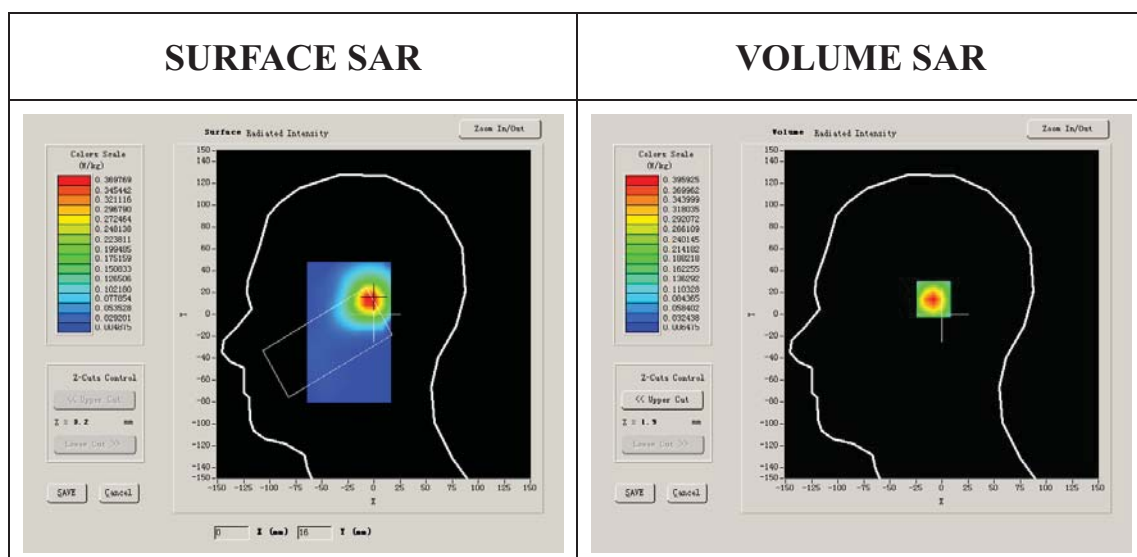 SURFACE SAR
VOLUME SAR
Surface Radiated Intensity
Zoom In/Out
Colors Scale
(W/kg)
0.369769
0.345442
0.321116
0.296790
0.272464
0.248138
0.223811
0.199485
0.175159
0.150833
0.126506
0.102180
0.077854
0.053528
0.029201
0.004875
Z-Cuts Control
<< Upper Cut
mm
Lower Cut >>
SAVE
Cancel
150
140
120
100
80
60
40
20
0
-20
-40
-60
-80
-100
-120
-140
-150
Y
-150 -125 -100 -75 -50 -25 0 25 50 75 100 125 150
X
0 X (mm) 16 Y (mm)
Volume Radiated Intensity
Zoom In/Out
Colors Scale
(W/kg)
0.395925
0.369962
0.343999
0.318035
0.292072
0.266109
0.240145
0.214182
0.188218
0.162255
0.136292
0.110328
0.084365
0.058402
0.032438
0.006475
Z-Cuts Control
<< Upper Cut
mm
Lower Cut >>
SAVE
Cancel
150
140
120
100
80
60
40
20
0
-20
-40
-60
-80
-100
-120
-140
-150
Y
-150 -125 -100 -75 -50 -25 0 25 50 75 100 125 150
X